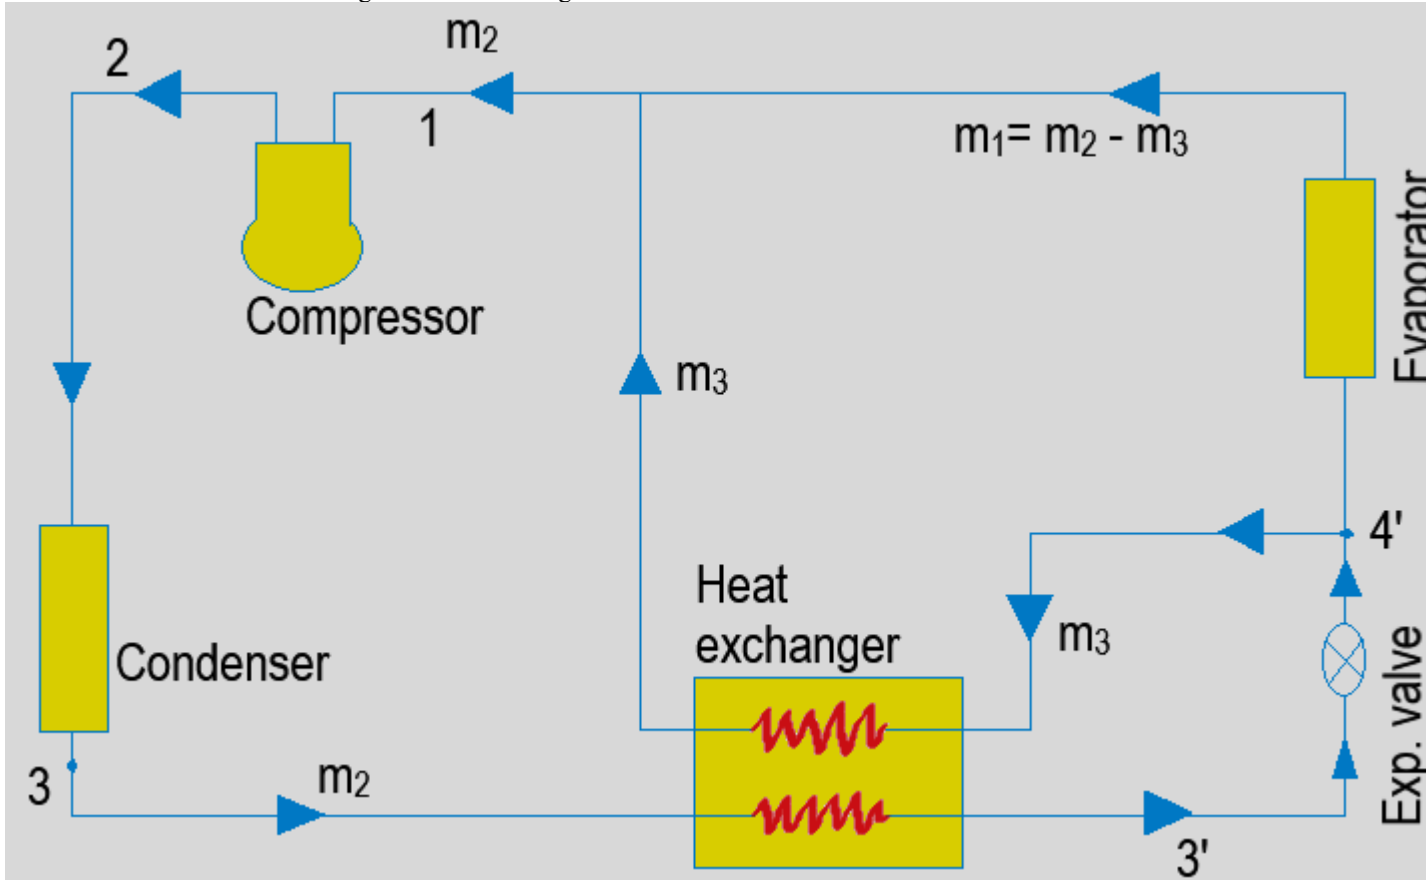 2
m2
1
m1= m2 - m3
Evaporator
Compressor
m3
4'
Heat
exchanger
m3
Condenser
Exp. valve
3
m2
3'